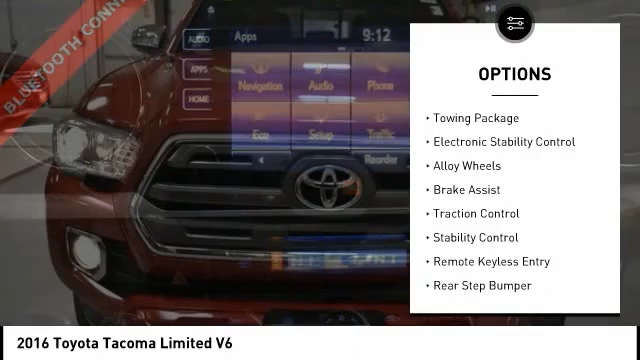 BLUETOOTH CONNE
AUDIO
Apps
9:12
APPS
HOME
Navigation
Audio
Phone
Eco
Setup
Traffic
Reorder
OPTIONS
‣ Towing Package
‣ Electronic Stability Control
‣ Alloy Wheels
‣ Brake Assist
‣ Traction Control
‣ Stability Control
‣ Remote Keyless Entry
‣ Rear Step Bumper
2016 Toyota Tacoma Limited V6